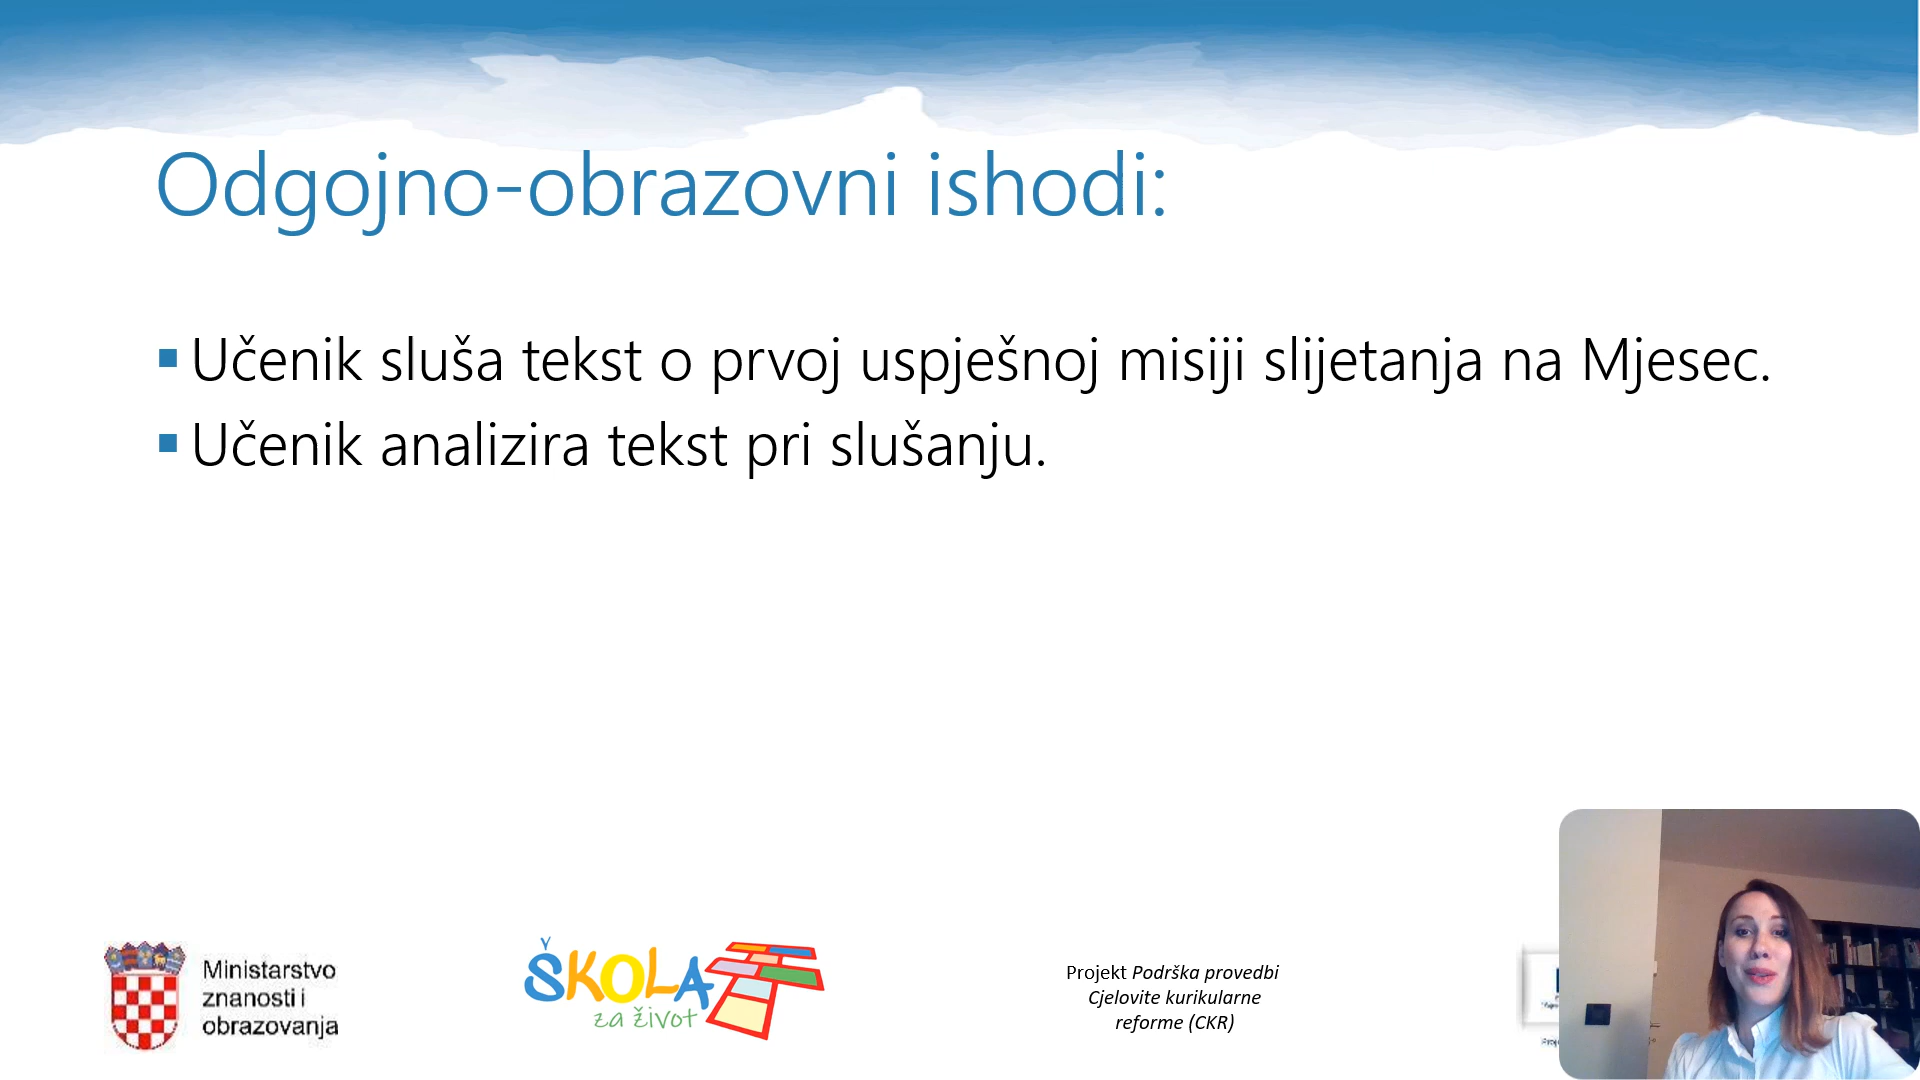 Odgojno-obrazovni ishodi:
Učenik sluša tekst o prvoj uspješnoj misiji slijetanja na Mjesec.
Učenik analizira tekst pri slušanju.
Ministarstvo
znanosti i
obrazovanja
ŠKOLA
za život
Projekt Podrška provedbi
Cjelovite kurikularne
reforme (CKR)